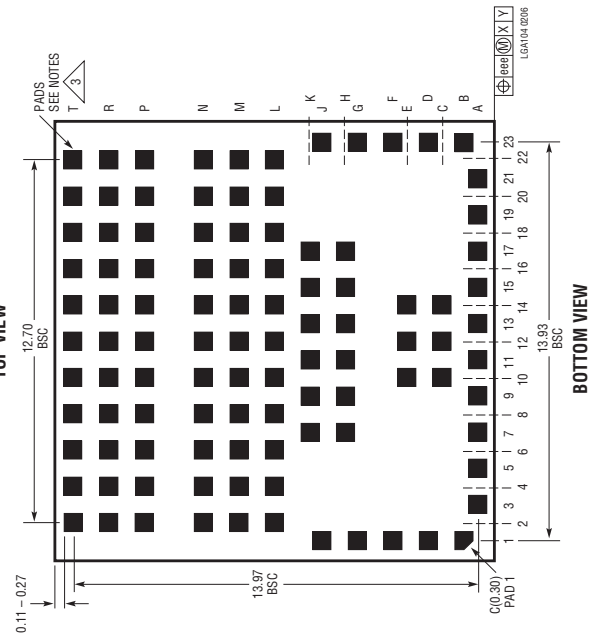 TOP VIEW
PADS
SEE NOTES
3
12.70
BSC
0.11 – 0.27
T
R
P
N
M
L
K
J
H
G
F
E
D
C
B
A
13.97
BSC
C(0.30)
PAD 1
1
2
3
4
5
6
7
8
9
10
11
12
13
14
15
16
17
18
19
20
21
22
23
13.93
BSC
eee M X Y
LGA104 0206
BOTTOM VIEW